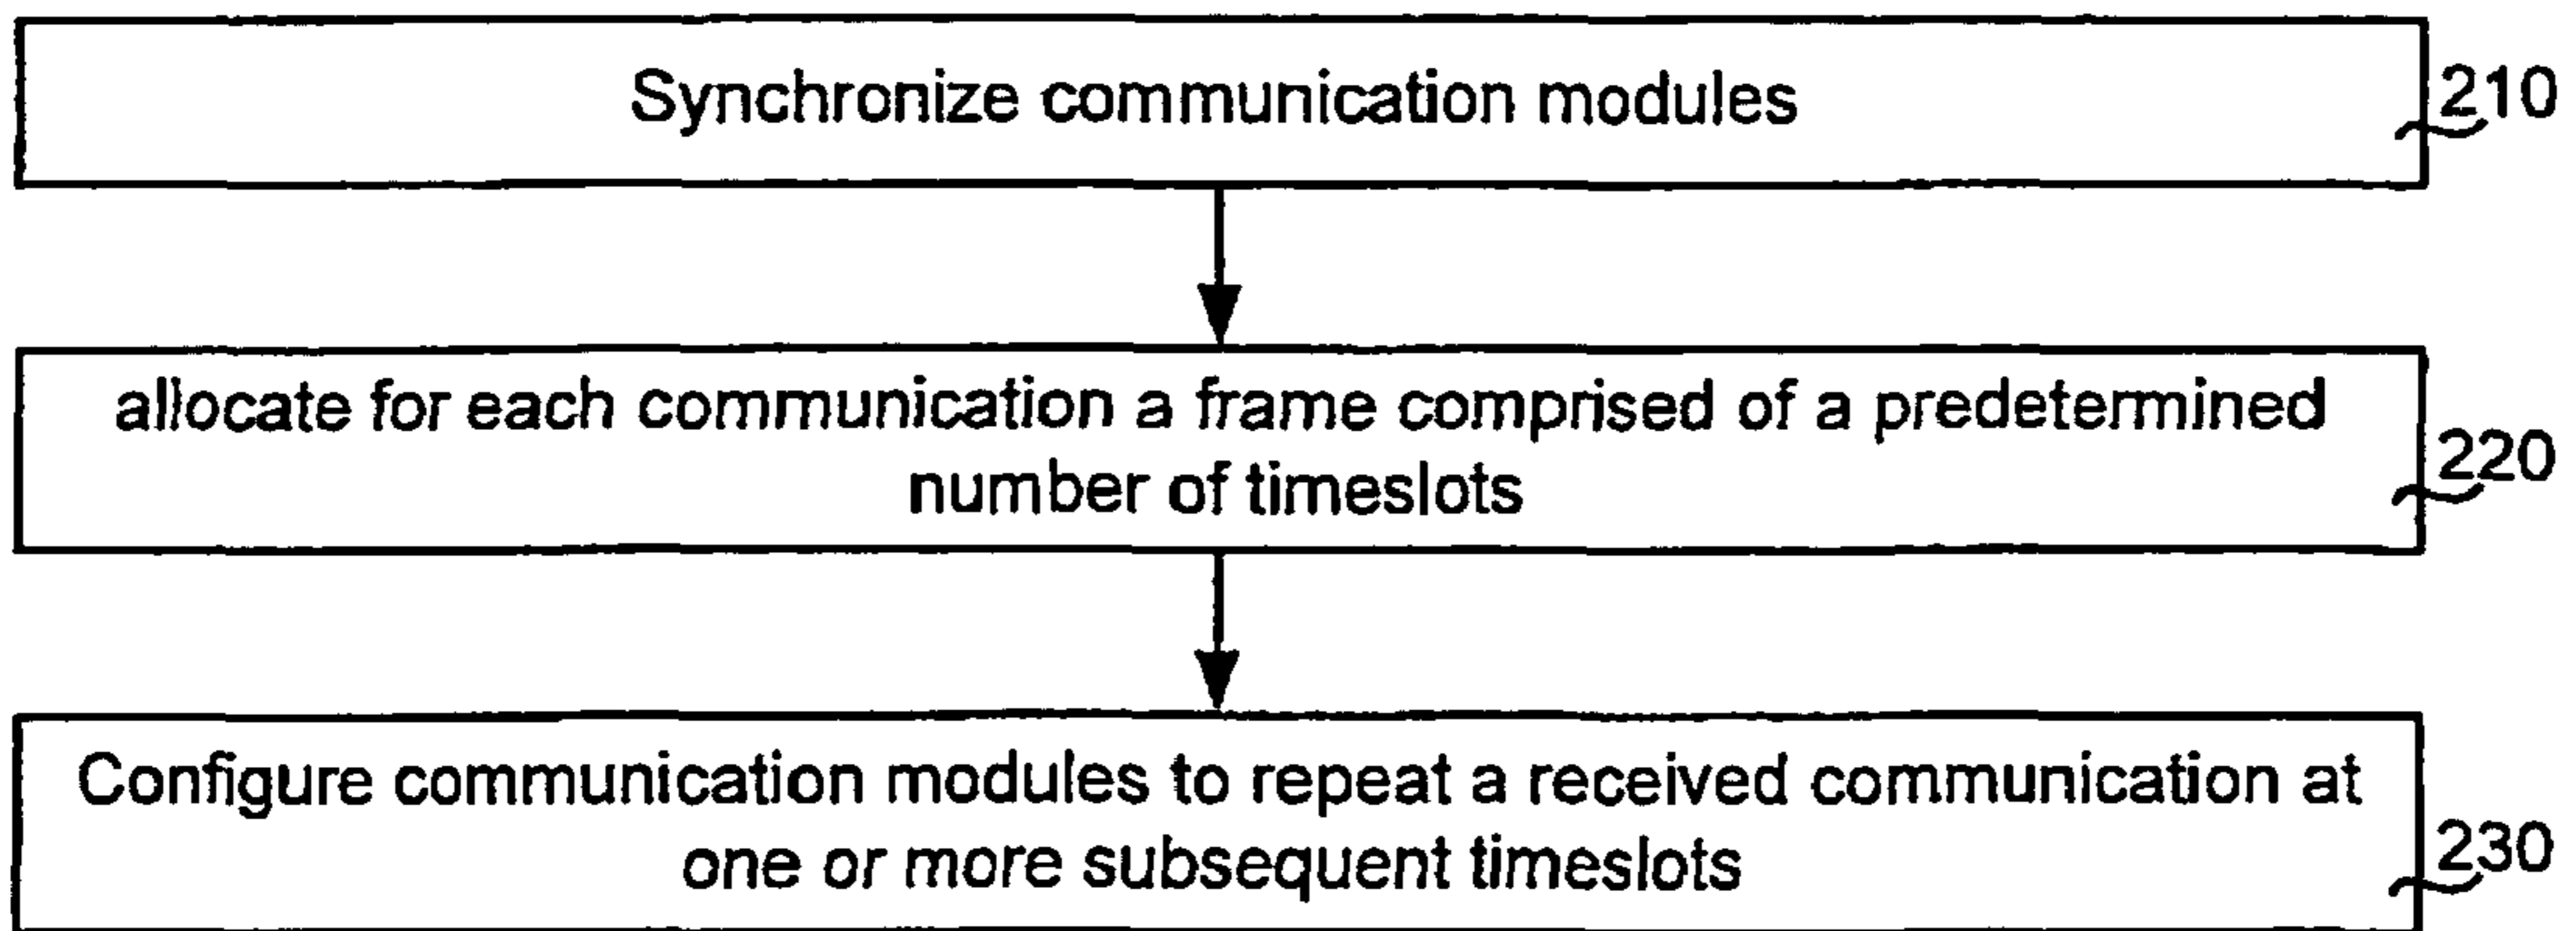 Synchronize communication modules
210
allocate for each communication a frame comprised of a predetermined
number of timeslots
220
Configure communication modules to repeat a received communication at
one or more subsequent timeslots
230